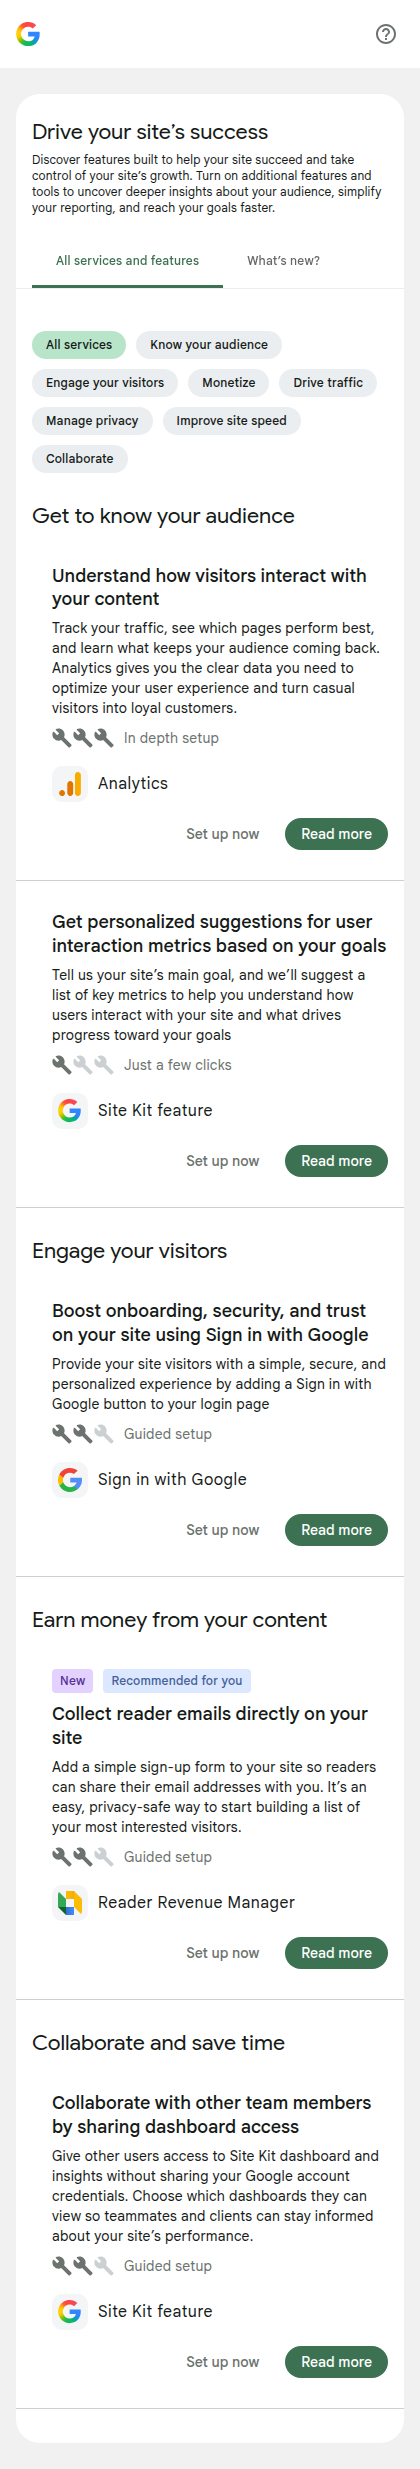 Drive your site's success
Discover features built to help your site succeed and take
control of your site's growth. Turn on additional features and
tools to uncover deeper insights about your audience, simplify
your reporting, and reach your goals faster.
All services and features
What's new?
All services
Know your audience
Engage your visitors
Monetize
Drive traffic
Manage privacy
Improve site speed
Collaborate
Get to know your audience
Understand how visitors interact with
your content
Track your traffic, see which pages perform best,
and learn what keeps your audience coming back.
Analytics gives you the clear data you need to
optimize your user experience and turn casual
visitors into loyal customers.
In depth setup
Analytics
Set up now
Read more
Get personalized suggestions for user
interaction metrics based on your goals
Tell us your site's main goal, and we'll suggest a
list of key metrics to help you understand how
users interact with your site and what drives
progress toward your goals
Just a few clicks
Site Kit feature
Set up now
Read more
Engage your visitors
Boost onboarding, security, and trust
on your site using Sign in with Google
Provide your site visitors with a simple, secure, and
personalized experience by adding a Sign in with
Google button to your login page
Guided setup
Sign in with Google
Set up now
Read more
Earn money from your content
New
Recommended for you
Collect reader emails directly on your
site
Add a simple sign-up form to your site so readers
can share their email addresses with you. It's an
easy, privacy-safe way to start building a list of
your most interested visitors.
Guided setup
Reader Revenue Manager
Set up now
Read more
Collaborate and save time
Collaborate with other team members
by sharing dashboard access
Give other users access to Site Kit dashboard and
insights without sharing your Google account
credentials. Choose which dashboards they can
view so teammates and clients can stay informed
about your site's performance.
Guided setup
Site Kit feature
Set up now
Read more